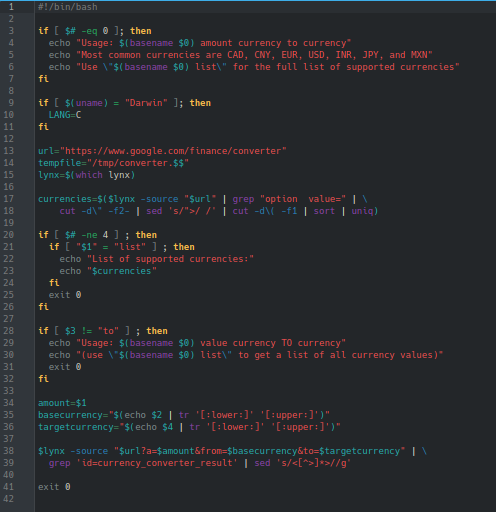 1 #!/bin/bash
2
3 if [ $# -eq 0 ]; then
4   echo "Usage: $(basename $0) amount currency to currency"
5   echo "Most common currencies are CAD, CNY, EUR, USD, INR, JPY, and MXN"
6   echo "Use \"$(basename $0) list\" for the full list of supported currencies"
7 fi
8
9 if [ $(uname) = "Darwin" ]; then
10   LANG=C
11 fi
12
13 url="https://www.google.com/finance/converter"
14 tempfile="/tmp/converter.$$"
15 lynx=$(which lynx)
16
17 currencies=$($lynx -source "$url" | grep "option  value=" | \
18     cut -d\" -f2- | sed 's/">/ /' | cut -d\( -f1 | sort | uniq)
19
20 if [ $# -ne 4 ] ; then
21   if [ "$1" = "list" ] ; then
22     echo "List of supported currencies:"
23     echo "$currencies"
24   fi
25   exit 0
26 fi
27
28 if [ $3 != "to" ] ; then
29   echo "Usage: $(basename $0) value currency TO currency"
30   echo "(use \"$(basename $0) list\" to get a list of all currency values)"
31   exit 0
32 fi
33
34 amount=$1
35 basecurrency="$(echo $2 | tr '[:lower:]' '[:upper:]')"
36 targetcurrency="$(echo $4 | tr '[:lower:]' '[:upper:]')"
37
38 $lynx -source "$url?a=$amount&from=$basecurrency&to=$targetcurrency" | \
39   grep 'id=currency_converter_result' | sed 's/<[^>]*>//g'
40
41 exit 0
42